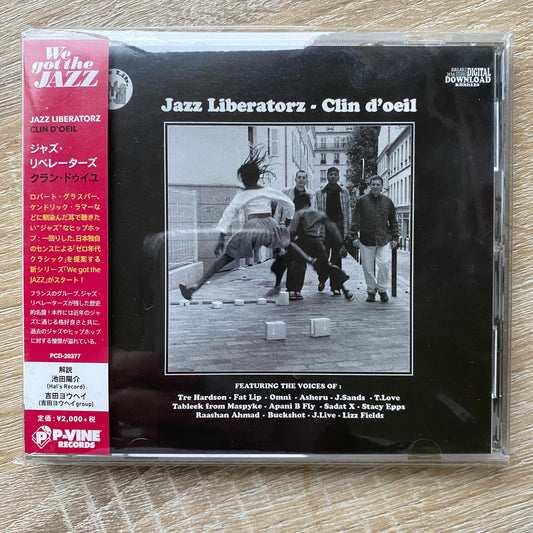 We
got the
JAZZ
JAZZ LIBERATORZ
CLIN D'OEIL
ジャズ・
リベレーターズ
クラン・ドゥイユ
ロバート・グラスパー、
ケンドリック・ラマーな
どに馴染んだ耳で聴きた
い"ジャズ"なヒップホッ
プ:一回りした、日本独自
のセンスによる「ゼロ年代
クラシック」を提案する
新シリーズ「We got the
JAZZ」がスタート!
フランスのグループ、ジャズ・
リベレーターズが残した歴史
的名盤!本作には近年のジャ
ズに通じる格好良さと共に、
過去のジャズやヒップホップ
に対する憧憬が溢れている。
PCD-20377
解説
池田陽介
(Hal's Record)
吉田ヨウヘイ
(吉田ヨウヘイgroup)
定価:¥2,000+税
P-VINE
RECORDS
DIGITAL
DOWNLOAD
Jazz Liberatorz - Clin d'oeil
FEATURING THE VOICES OF :
Tre Hardson - Fat Lip - Omni - Asheru - J.Sands - T.Love
Tableek from Maspyke - Apani B Fly - Sadat X - Stacy Epps
Raashan Ahmad - Buckshot - J.Live - Lizz Fields